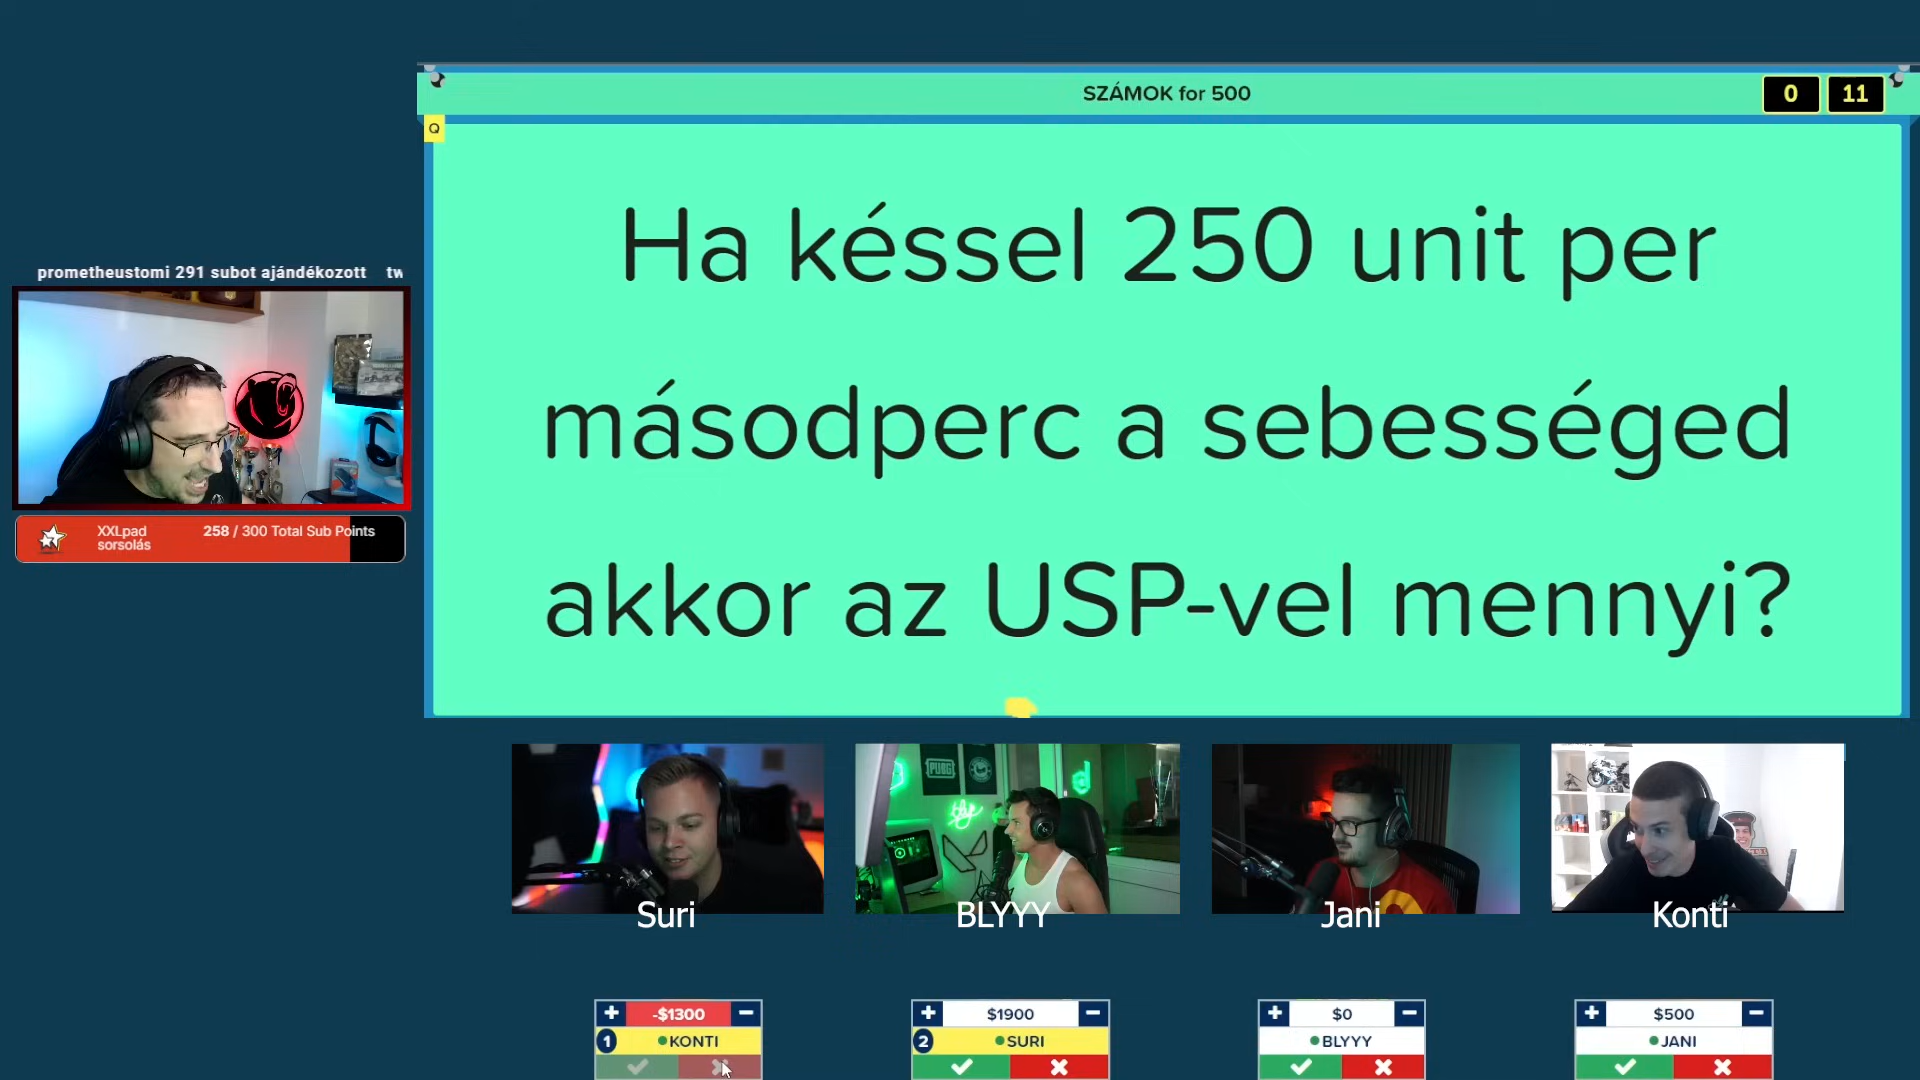 SZÁMOK for 500
0
11
Q
Ha késsel 250 unit per
másodperc a sebességed
akkor az USP-vel mennyi?
prometheustomi 291 subot ajándékozott tw
XXLpad
sorsolás
258 / 300 Total Sub Points
PUBG
Suri
BLYYY
Jani
Konti
-$1300
1 KONTI
$1900
2 SURI
$0
BLYYY
$500
JANI